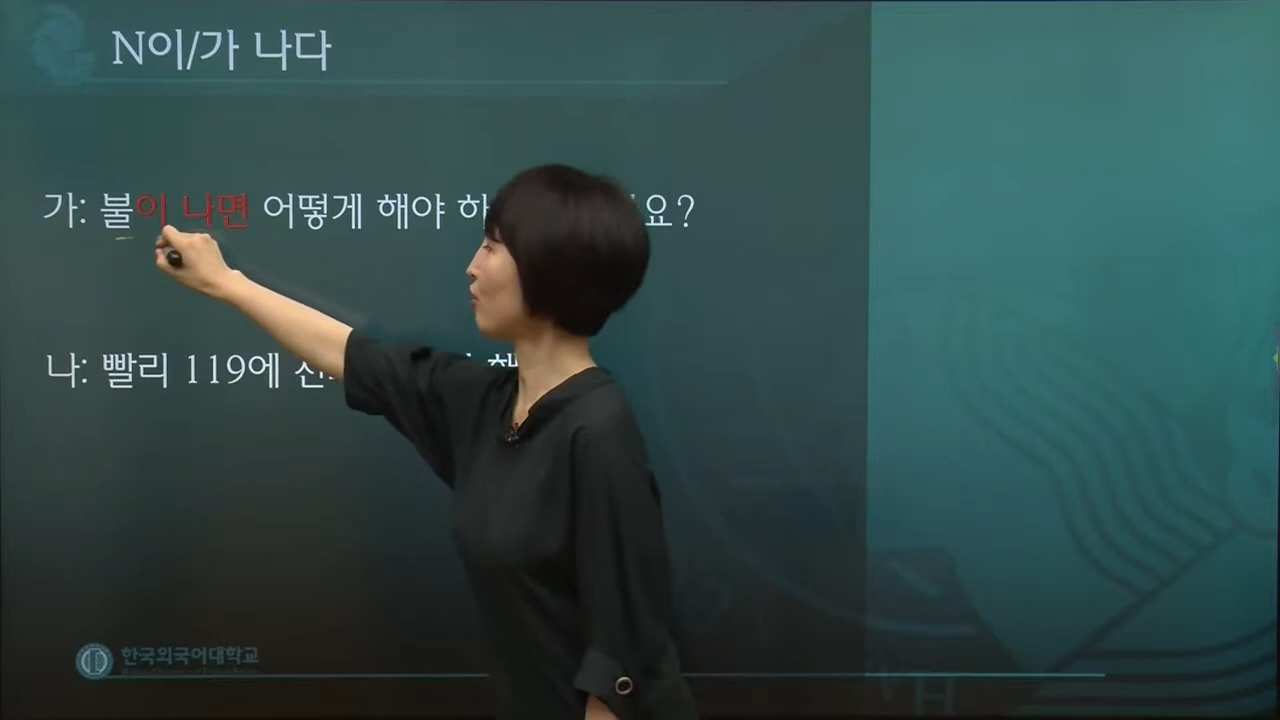 N이/가 나다
가: 불이 나면 어떻게 해야 하 요?
나: 빨리 119에
한국외국어대학교